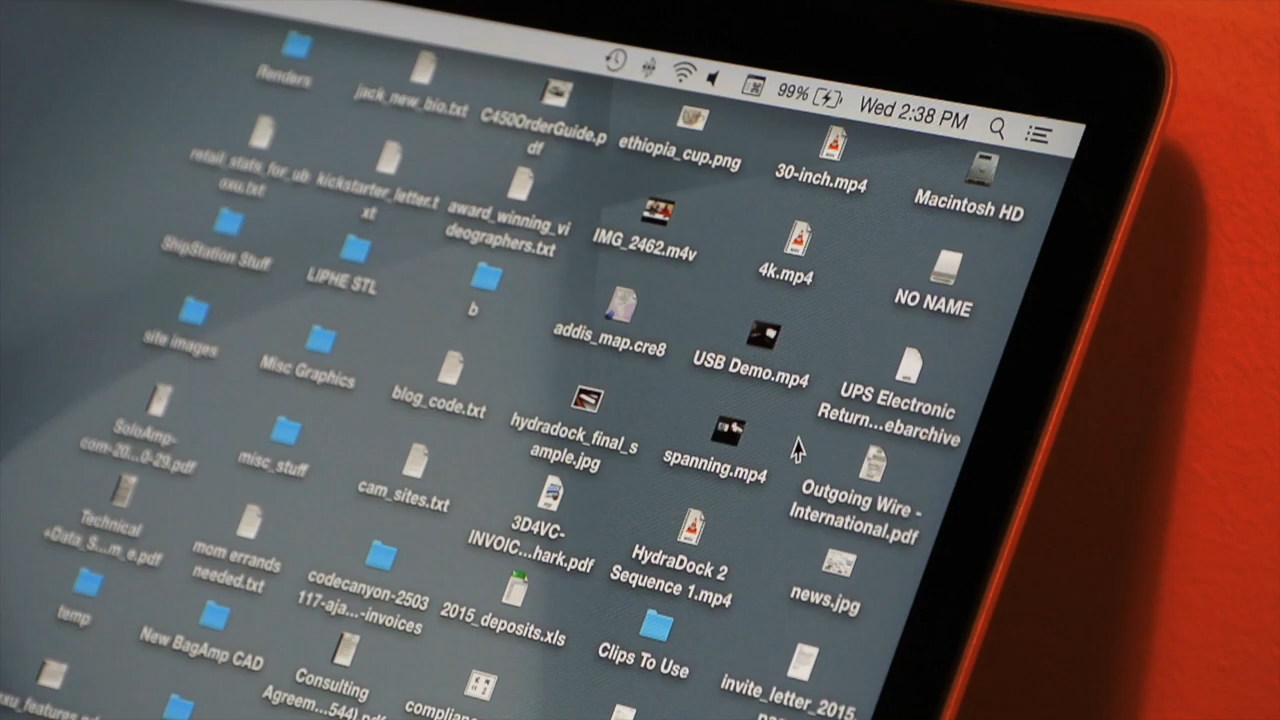 99%
Wed 2:38 PM
Renders
jack_new_bio.txt
C450OrderGuide.p
df
ethiopia_cup.png
30-inch.mp4
Macintosh HD
retail_stats_for_ub
oxu.txt
kickstarter_letter.t
xt
award_winning_vi
deographers.txt
IMG_2462.m4v
4k.mp4
NO NAME
ShipStation Stuff
LIPHE STL
b
addis_map.cre8
USB Demo.mp4
UPS Electronic
Return...ebarchive
site images
Misc Graphics
blog_code.txt
hydradock_final_s
ample.jpg
spanning.mp4
Outgoing Wire -
International.pdf
SoloAmp-
com-20...0-29.pdf
misc_stuff
cam_sites.txt
3D4VC-
INVOIC...hark.pdf
HydraDock 2
Sequence 1.mp4
news.jpg
Technical
+Data_S...m_e.pdf
mom errands
needed.txt
codecanyon-2503
117-aja...-invoices
2015_deposits.xls
Clips To Use
invite_letter_2015
temp
New BagAmp CAD
Consulting
Agreem...544).pdf